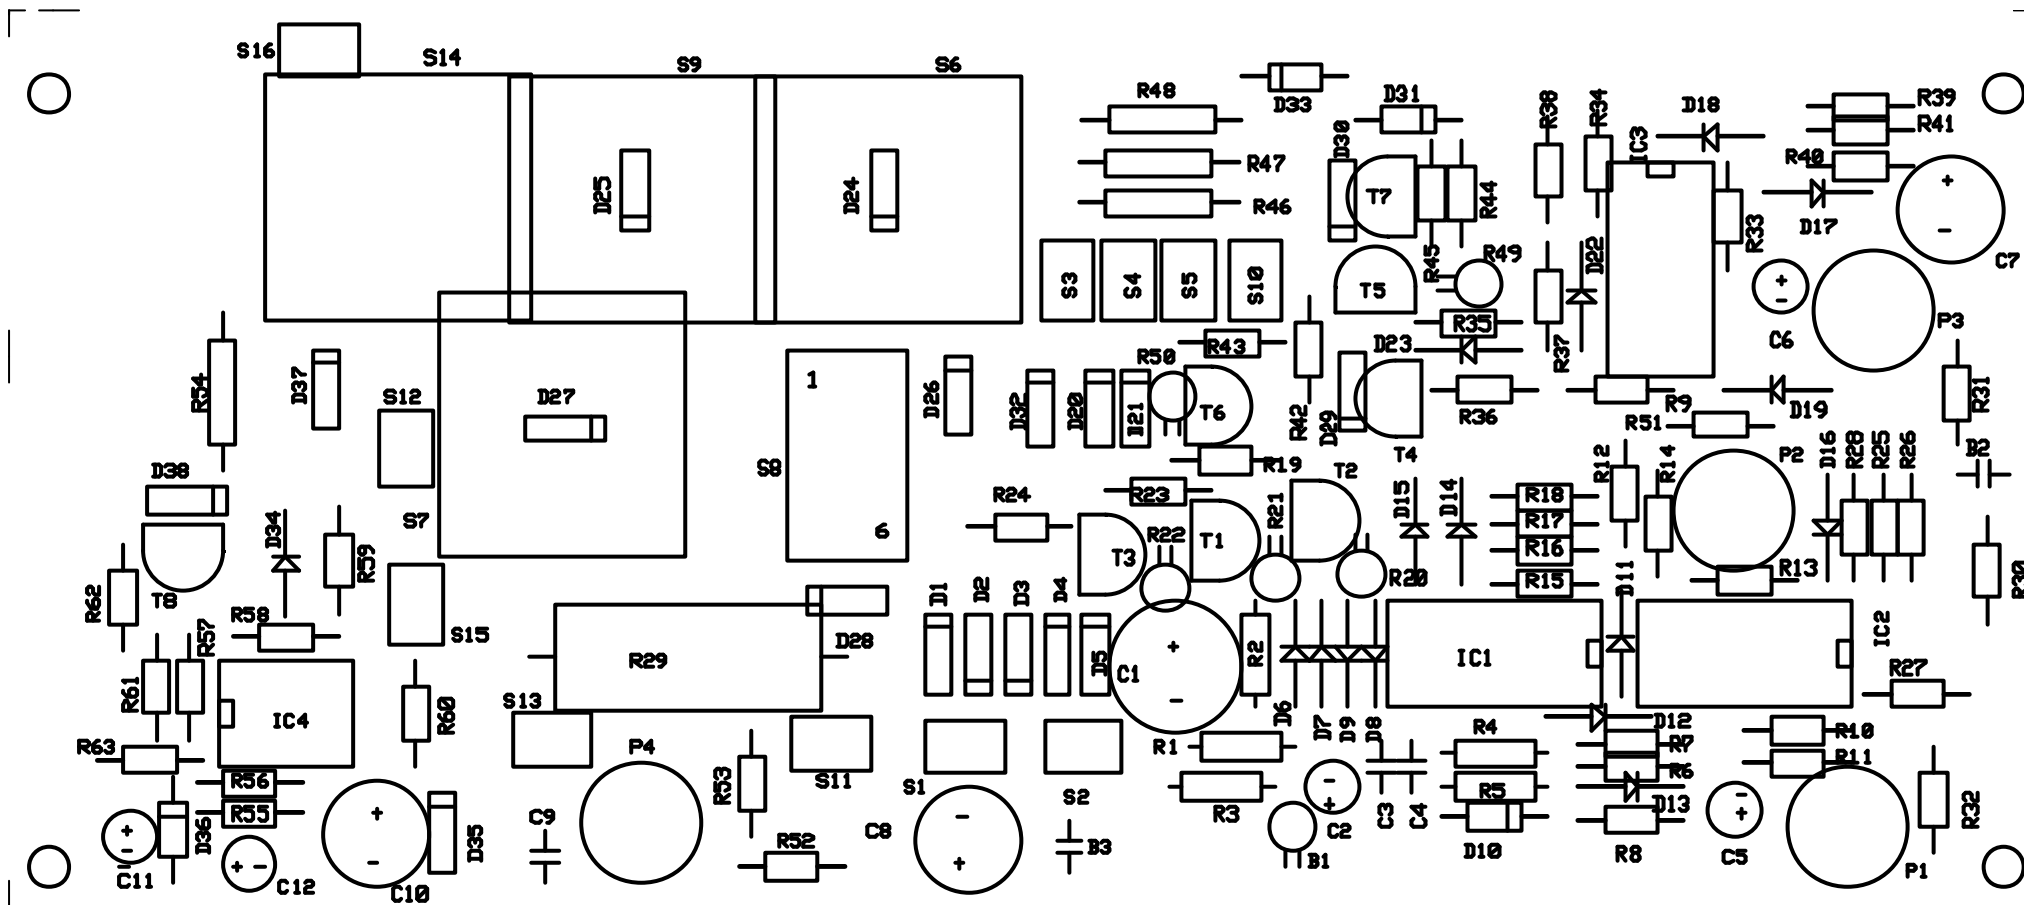 S16
S14
S9
S6
R48
D33
D31
R38
R34
D18
R39
R41
R40
D30
IC3
R47
D25
D24
R46
T7
R44
+
D17
-
R33
C7
S3
S4
S5
S10
T5
R45
R49
D22
+
-
C6
P3
R43
R35
D23
R37
R50
R54
D37
S12
D27
1
D26
D32
D20
D21
T6
R42
D29
R36
R9
D19
R31
R51
T4
P2
B2
D38
S8
R19
T2
R12
R14
D16
R28
R25
R26
R24
R23
R21
D15
D14
R18
R17
R16
R15
S7
6
D34
R59
T3
R22
T1
R20
D11
R13
R30
R62
T8
R58
R57
S15
D28
D1
D2
D3
D4
D5
C1
+
-
R2
IC1
IC2
R27
R29
R61
IC4
R60
S13
D6
D7
D9
D8
D12
R4
R7
R10
R63
P4
R1
R11
R56
R53
S11
S1
S2
R3
-
+
C2
C3
C4
R5
R6
D13
-
+
C5
R32
R55
+
-
C11
D36
+ -
C12
+
-
C10
D35
C9
R52
C8
-
+
B3
B1
D10
R8
P1